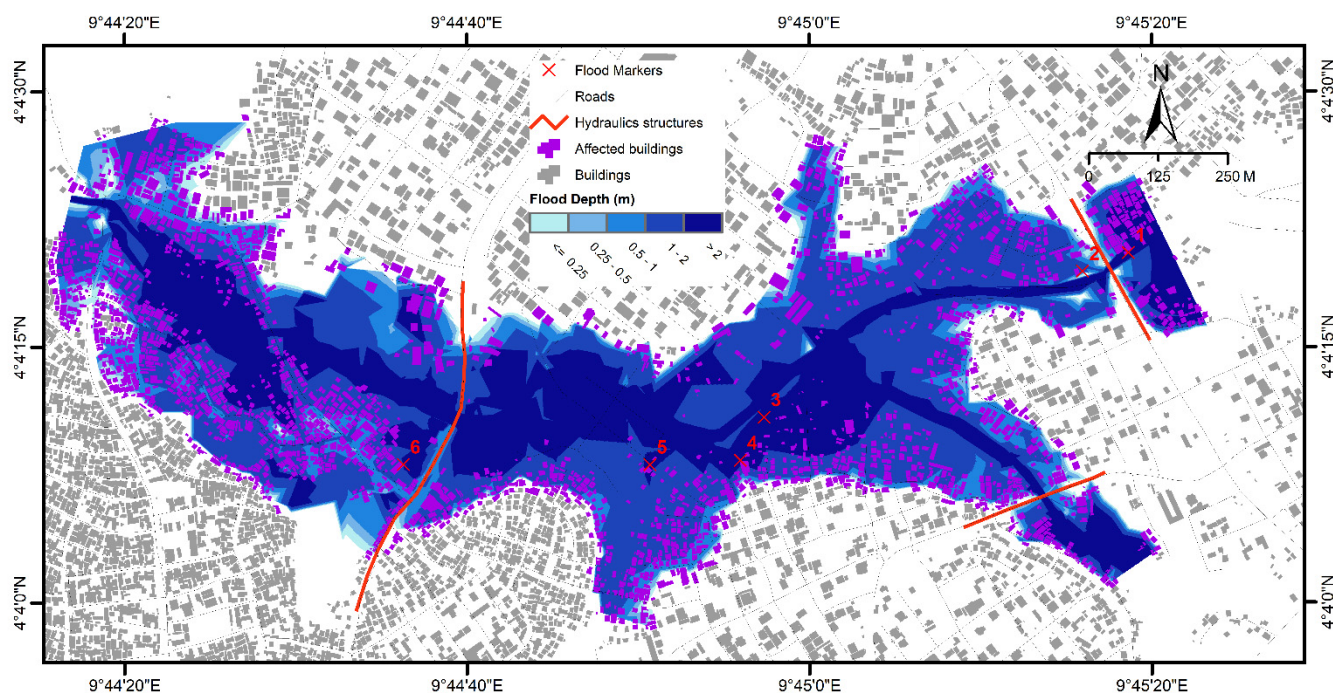 9°44'20"E 9°44'40"E 9°45'0"E 9°45'20"E
4°4'30"N 4°4'30"N
Flood Markers
Roads
Hydraulics structures
Affected buildings
Buildings
Flood Depth (m)
<= 0.25 0.25 - 0.5 0.5 - 1 1 - 2 > 2
N
0 125 250 M
1
2
4°4'15"N 4°4'15"N
3
4
5
6
4°4'0"N 4°4'0"N
9°44'20"E 9°44'40"E 9°45'0"E 9°45'20"E